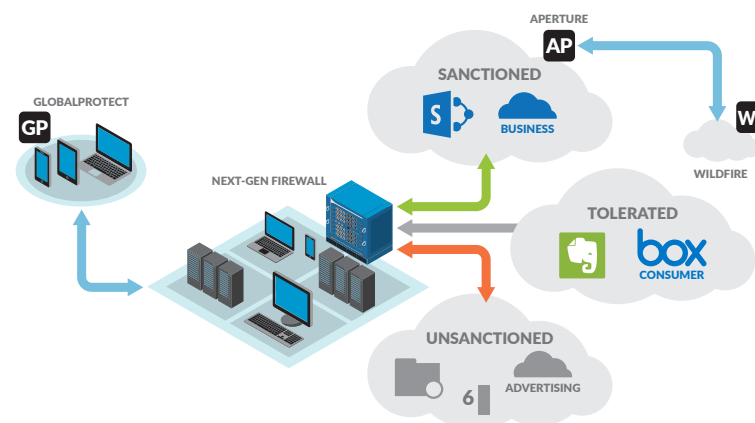 APERTURE
AP
SANCTIONED
S
BUSINESS
GLOBALPROTECT
GP
W
WILDFIRE
NEXT-GEN FIREWALL
TOLERATED
box
CONSUMER
UNSANCTIONED
6
ADVERTISING